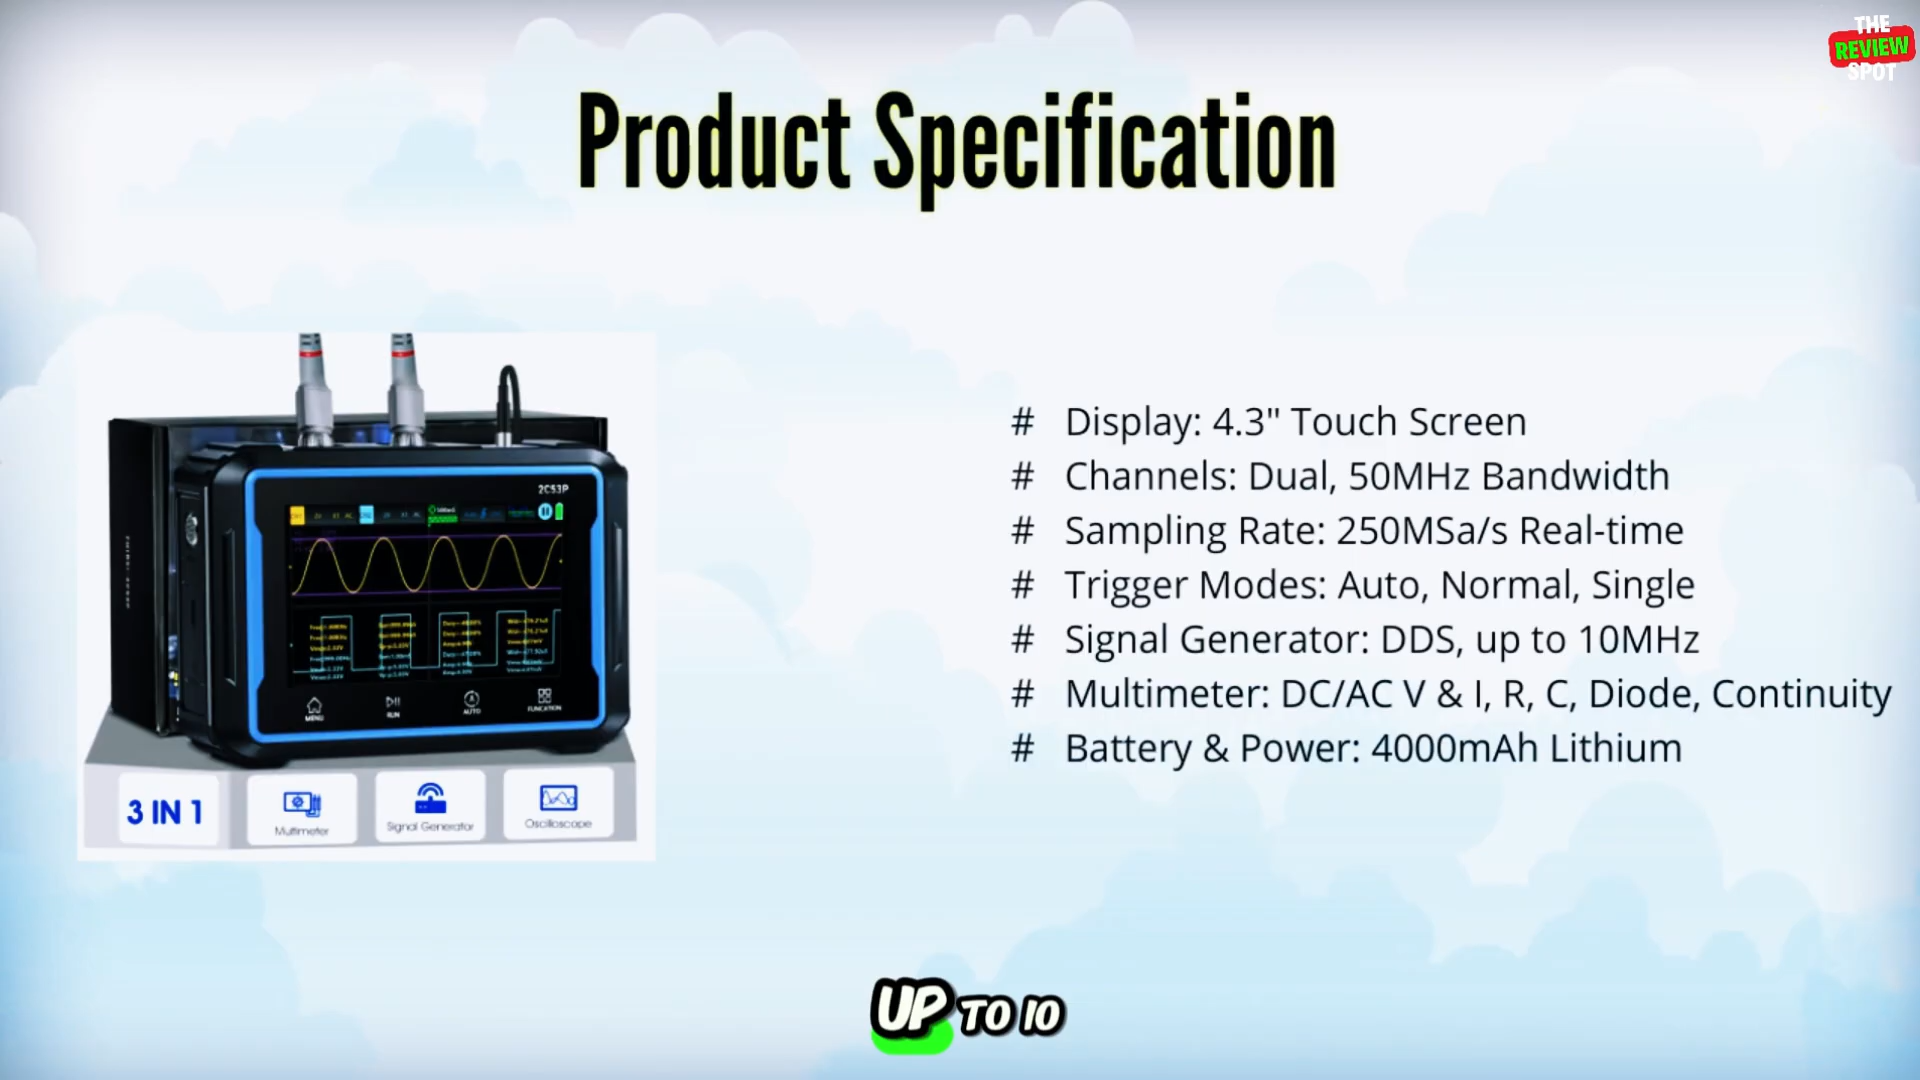 THE
REVIEW
SPOT
Product Specification
2C53P
MENU
RUN
AUTO
FUNCATION
3 IN 1
Multimeter
Signal Generator
Oscilloscope
# Display: 4.3" Touch Screen
# Channels: Dual, 50MHz Bandwidth
# Sampling Rate: 250MSa/s Real-time
# Trigger Modes: Auto, Normal, Single
# Signal Generator: DDS, up to 10MHz
# Multimeter: DC/AC V & I, R, C, Diode, Continuity
# Battery & Power: 4000mAh Lithium
UP TO 10